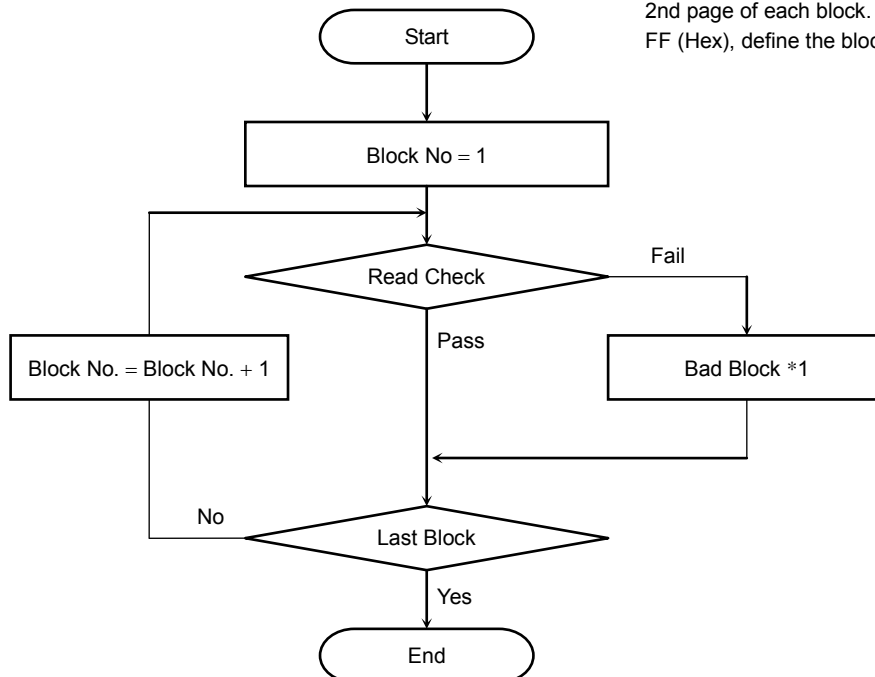 2nd page of each block.
FF (Hex), define the bloc
Start
Block No = 1
Read Check
Fail
Pass
Block No. = Block No. + 1
Bad Block *1
No
Last Block
Yes
End